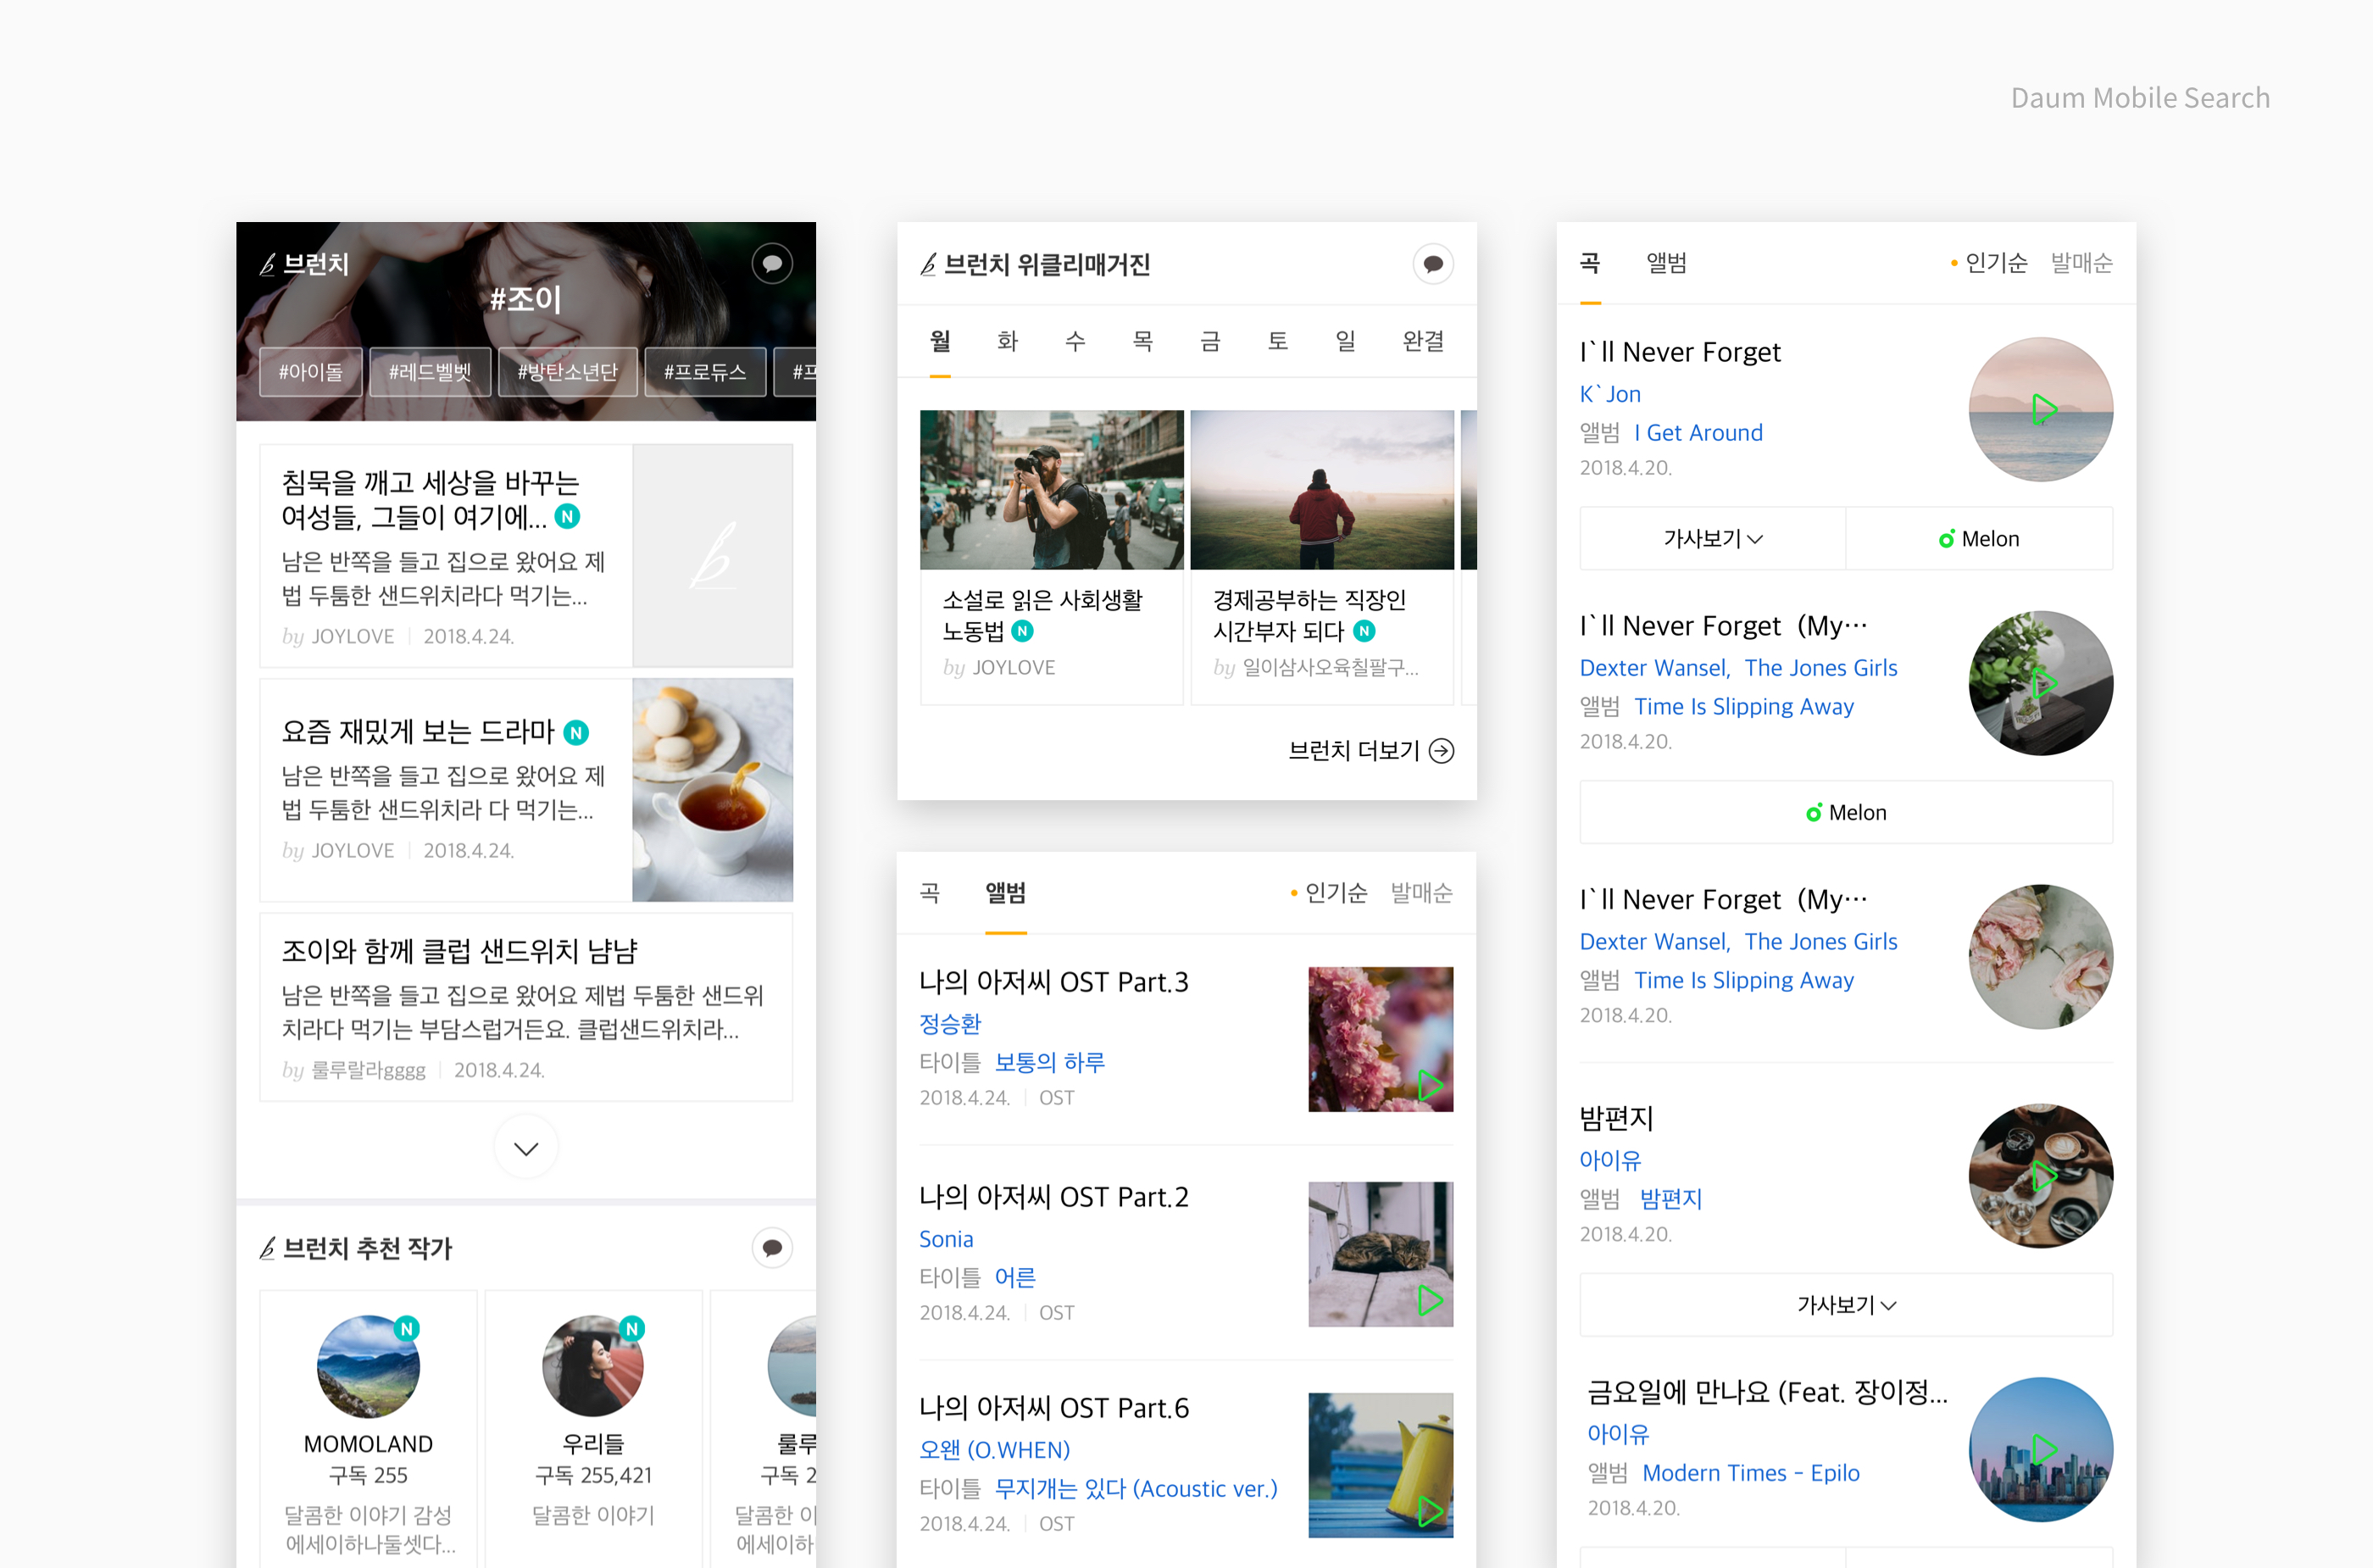 Daum Mobile Search
브런치
#조이
#아이돌 #레드벨벳 #방탄소년단 #프로듀스
침묵을 깨고 세상을 바꾸는
여성들, 그들이 여기에... N
남은 반쪽을 들고 집으로 왔어요 제
법 두툼한 샌드위치라다 먹기는...
by JOYLOVE | 2018.4.24.
요즘 재밌게 보는 드라마 N
남은 반쪽을 들고 집으로 왔어요 제
법 두툼한 샌드위치라 다 먹기는...
by JOYLOVE | 2018.4.24.
조이와 함께 클럽 샌드위치 냠냠
남은 반쪽을 들고 집으로 왔어요 제법 두툼한 샌드위
치라다 먹기는 부담스럽거든요. 클럽샌드위치라...
by 룰루랄라gggg | 2018.4.24.
브런치 추천 작가
N
MOMOLAND
구독 255
달콤한 이야기 감성
에세이하나둘셋다...
N
우리들
구독 255,421
달콤한 이야기
룰루
구독 2
달콤한 이
에세이하
브런치 위클리매거진
월 화 수 목 금 토 일 완결
소설로 읽은 사회생활
노동법 N
by JOYLOVE
경제공부하는 직장인
시간부자 되다 N
by 일이삼사오육칠팔구...
브런치 더보기
곡 앨범 인기순 발매순
나의 아저씨 OST Part.3
정승환
타이틀 보통의 하루
2018.4.24. | OST
나의 아저씨 OST Part.2
Sonia
타이틀 어른
2018.4.24. | OST
나의 아저씨 OST Part.6
오왠 (O.WHEN)
타이틀 무지개는 있다 (Acoustic ver.)
2018.4.24. | OST
곡 앨범 인기순 발매순
I`ll Never Forget
K`Jon
앨범 I Get Around
2018.4.20.
가사보기 Melon
I`ll Never Forget (My…
Dexter Wansel, The Jones Girls
앨범 Time Is Slipping Away
2018.4.20.
Melon
I`ll Never Forget (My…
Dexter Wansel, The Jones Girls
앨범 Time Is Slipping Away
2018.4.20.
밤편지
아이유
앨범 밤편지
2018.4.20.
가사보기
금요일에 만나요 (Feat. 장이정...
아이유
앨범 Modern Times - Epilo
2018.4.20.